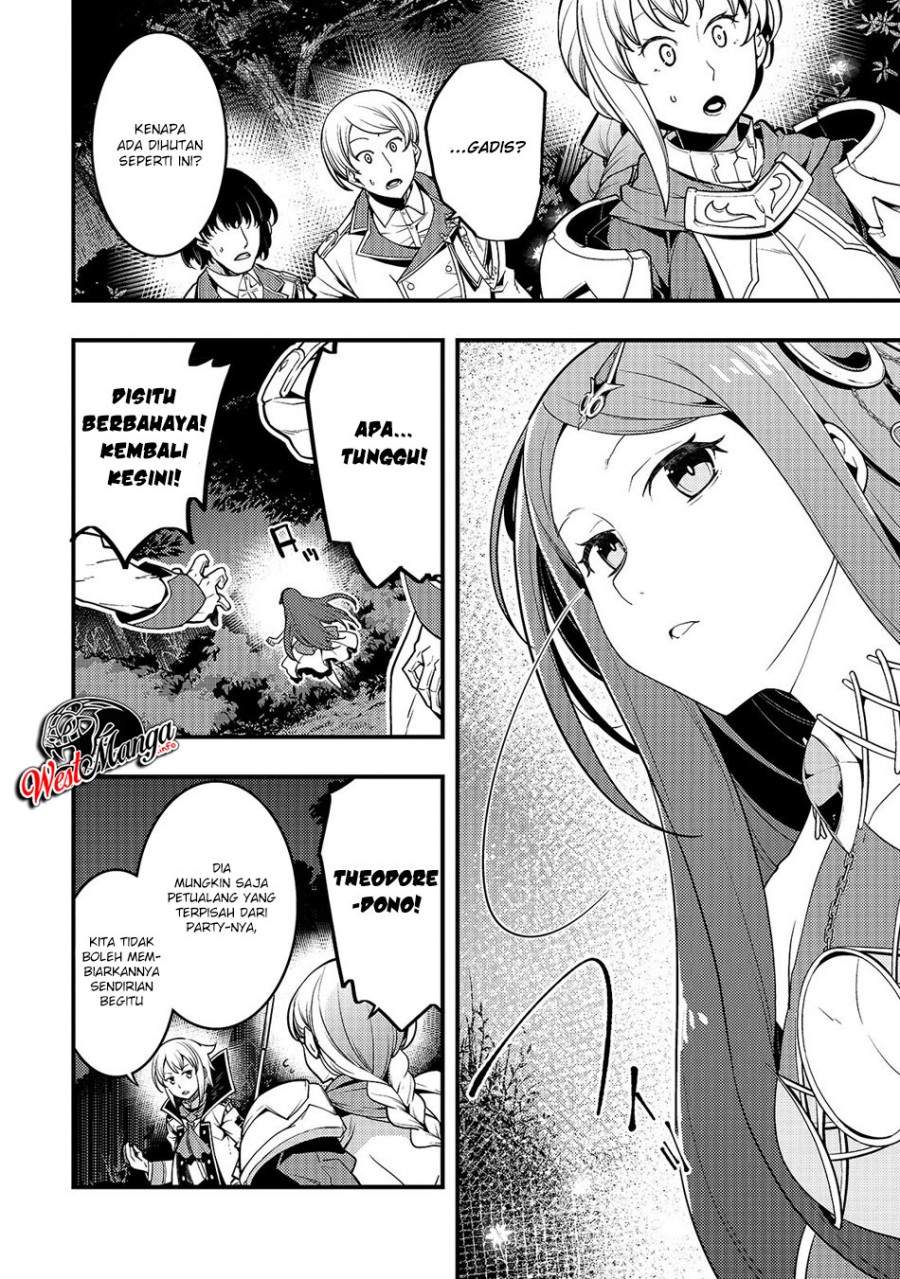 ...GADIS?
KENAPA
ADA DIHUTAN
SEPERTI INI?
APA...
TUNGGU!
DISITU
BERBAHAYA!
KEMBALI
KESINI!
WestManga
.info
THEODORE
-DONO!
DIA
MUNGKIN SAJA
PETUALANG YANG
TERPISAH DARI
PARTY-NYA,
KITA TIDAK
BOLEH MEM-
BIARKANNYA
SENDIRIAN
BEGITU